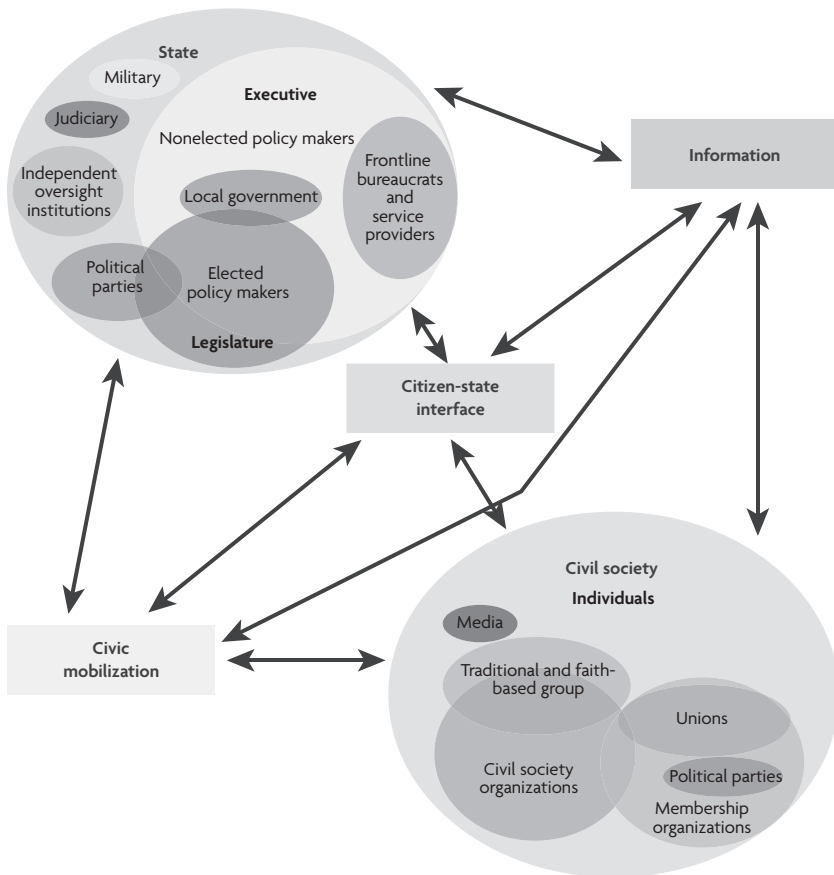 State
Military
Executive
Judiciary
Nonelected policy makers
Information
Frontline
bureaucrats
and
service
providers
Independent
oversight
institutions
Local government
Political
parties
Elected
policy makers
Legislature
Citizen-state
interface
Civil society
Individuals
Media
Civic
mobilization
Traditional and faith-
based group
Unions
Civil society
organizations
Political parties
Membership
organizations